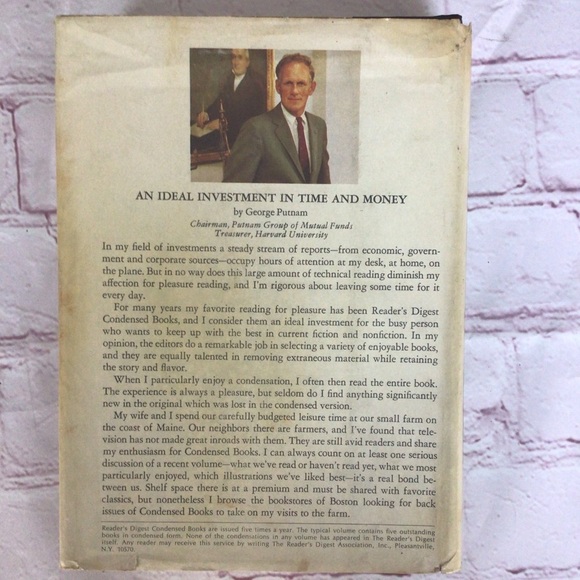 AN IDEAL INVESTMENT IN TIME AND MONEY
by George Putnam
Chairman, Putnam Group of Mutual Funds
Treasurer, Harvard University
In my field of investments a steady stream of reports—from economic, govern-
ment and corporate sources—occupy hours of attention at my desk, at home, on
the plane. But in no way does this large amount of technical reading diminish my
affection for pleasure reading, and I'm rigorous about leaving some time for it
every day.
For many years my favorite reading for pleasure has been Reader's Digest
Condensed Books, and I consider them an ideal investment for the busy person
who wants to keep up with the best in current fiction and nonfiction. In my
opinion, the editors do a remarkable job in selecting a variety of enjoyable books,
and they are equally talented in removing extraneous material while retaining
the story and flavor.
When I particularly enjoy a condensation, I often then read the entire book.
The experience is always a pleasure, but seldom do I find anything significantly
new in the original which was lost in the condensed version.
My wife and I spend our carefully budgeted leisure time at our small farm on
the coast of Maine. Our neighbors there are farmers, and I've found that tele-
vision has not made great inroads with them. They are still avid readers and share
my enthusiasm for Condensed Books. I can always count on at least one serious
discussion of a recent volume—what we've read or haven't read yet, what we most
particularly enjoyed, which illustrations we've liked best—it's a real bond be-
tween us. Shelf space there is at a premium and must be shared with favorite
classics, but nonetheless I browse the bookstores of Boston looking for back
issues of Condensed Books to take on my visits to the farm.
Reader's Digest Condensed Books are issued five times a year. The typical volume contains five outstanding
books in condensed form. None of the condensations in any volume has appeared in The Reader's Digest
itself. Any reader may receive this service by writing The Reader's Digest Association, Inc., Pleasantville,
N.Y. 10570.